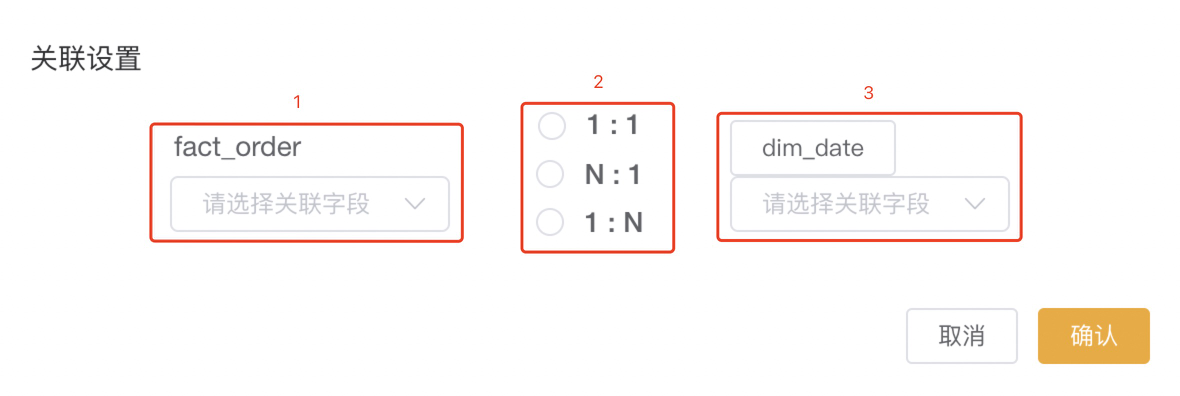 关联设置
1
fact_order
请选择关联字段
2
1 : 1
N : 1
1 : N
3
dim_date
请选择关联字段
取消
确认